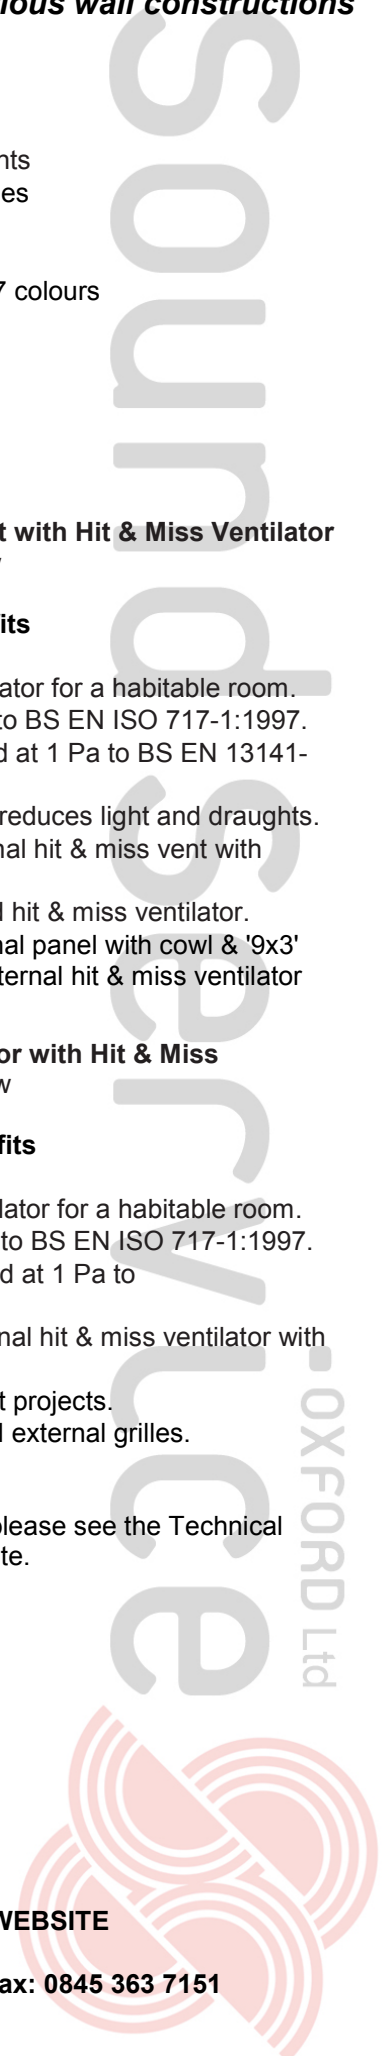 ious wall constructions
nts
es
7 colours
t with Hit & Miss Ventilator
its
ator for a habitable room.
to BS EN ISO 717-1:1997.
d at 1 Pa to BS EN 13141-
reduces light and draughts.
nal hit & miss vent with
d hit & miss ventilator.
nal panel with cowl & '9x3'
ternal hit & miss ventilator
or with Hit & Miss
w
fits
lator for a habitable room.
to BS EN ISO 717-1:1997.
d at 1 Pa to
nal hit & miss ventilator with
t projects.
l external grilles.
please see the Technical
te.
WEBSITE
ax: 0845 363 7151
Sound Service
OXFORD Ltd